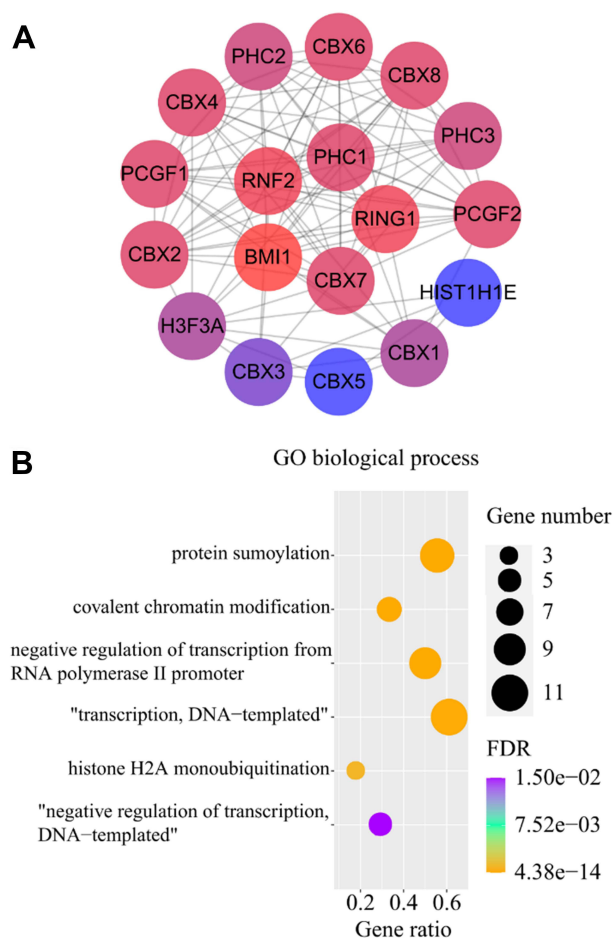 A
CBX6
PHC2
CBX8
CBX4
PHC3
PHC1
PCGF1
RNF2
RING1
PCGF2
CBX2
BMI1
CBX7
HIST1H1E
H3F3A
CBX1
CBX3
CBX5
B
GO biological process
Gene number
protein sumoylation
3
5
covalent chromatin modification
7
negative regulation of transcription from
RNA polymerase II promoter
9
11
"transcription, DNA−templated"
FDR
histone H2A monoubiquitination
1.50e−02
"negative regulation of transcription,
DNA−templated"
7.52e−03
4.38e−14
0.2 0.4 0.6
Gene ratio